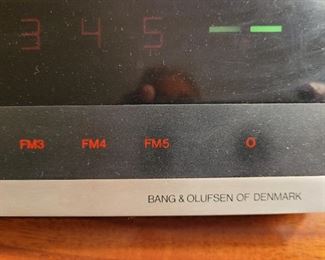 3 4 5
FM3 FM4 FM5 O
BANG & OLUFSEN OF DENMARK